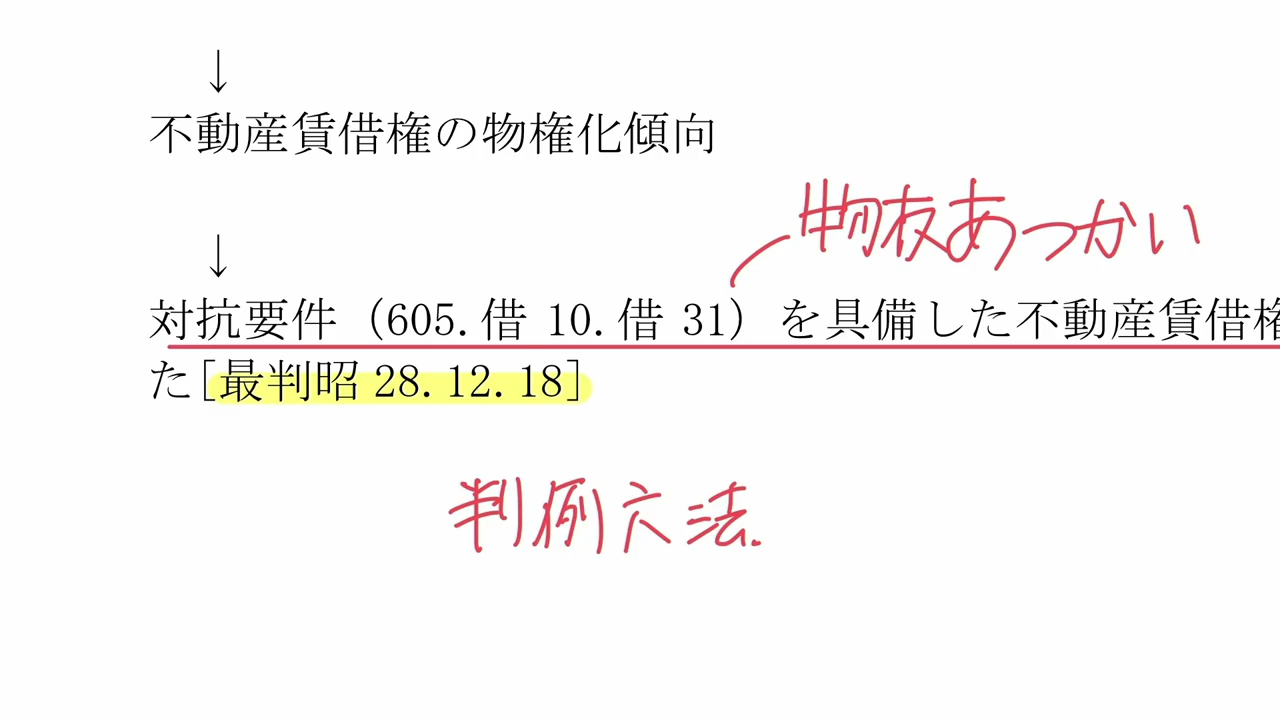 ↓
不動産賃借権の物権化傾向
物权あつかい
↓
対抗要件（605.借 10.借 31）を具備した不動産賃借権
た[最判昭 28.12.18]
判例六法.